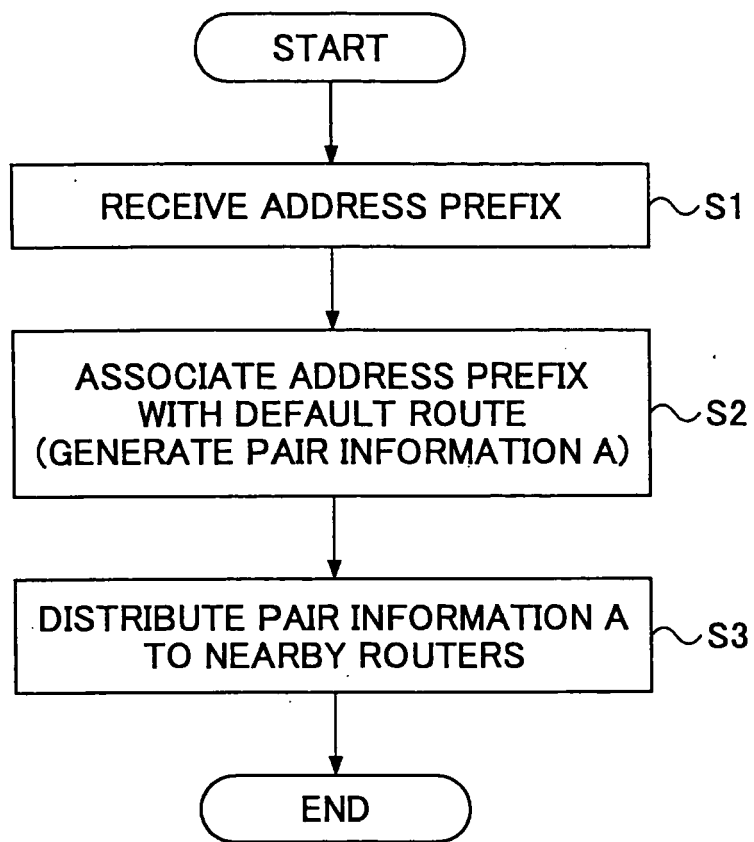 START
RECEIVE ADDRESS PREFIX
S1
ASSOCIATE ADDRESS PREFIX
WITH DEFAULT ROUTE
(GENERATE PAIR INFORMATION A)
S2
DISTRIBUTE PAIR INFORMATION A
TO NEARBY ROUTERS
S3
END